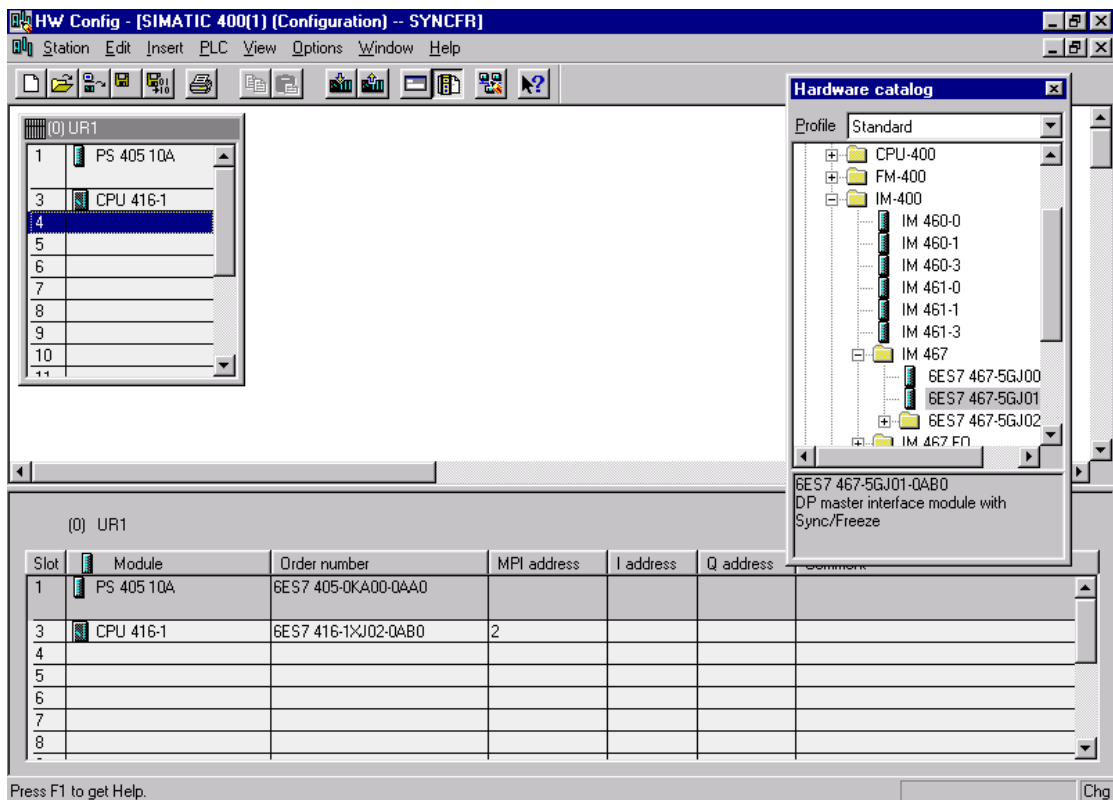 HW Config - [SIMATIC 400(1) (Configuration) -- SYNCFR]
Station Edit Insert PLC View Options Window Help
(0) UR1
1 PS 405 10A
3 CPU 416-1
4
5
6
7
8
9
10
11
Hardware catalog
Profile Standard
CPU-400
FM-400
IM-400
IM 460-0
IM 460-1
IM 460-3
IM 461-0
IM 461-1
IM 461-3
IM 467
6ES7 467-5GJ00
6ES7 467-5GJ01
6ES7 467-5GJ02
IM 467 FO
6ES7 467-5GJ01-0AB0
DP master interface module with
Sync/Freeze
(0) UR1
Slot Module Order number MPI address I address Q address Comment
1 PS 405 10A 6ES7 405-0KA00-0AA0
3 CPU 416-1 6ES7 416-1XJ02-0AB0 2
4
5
6
7
8
Press F1 to get Help. Chg